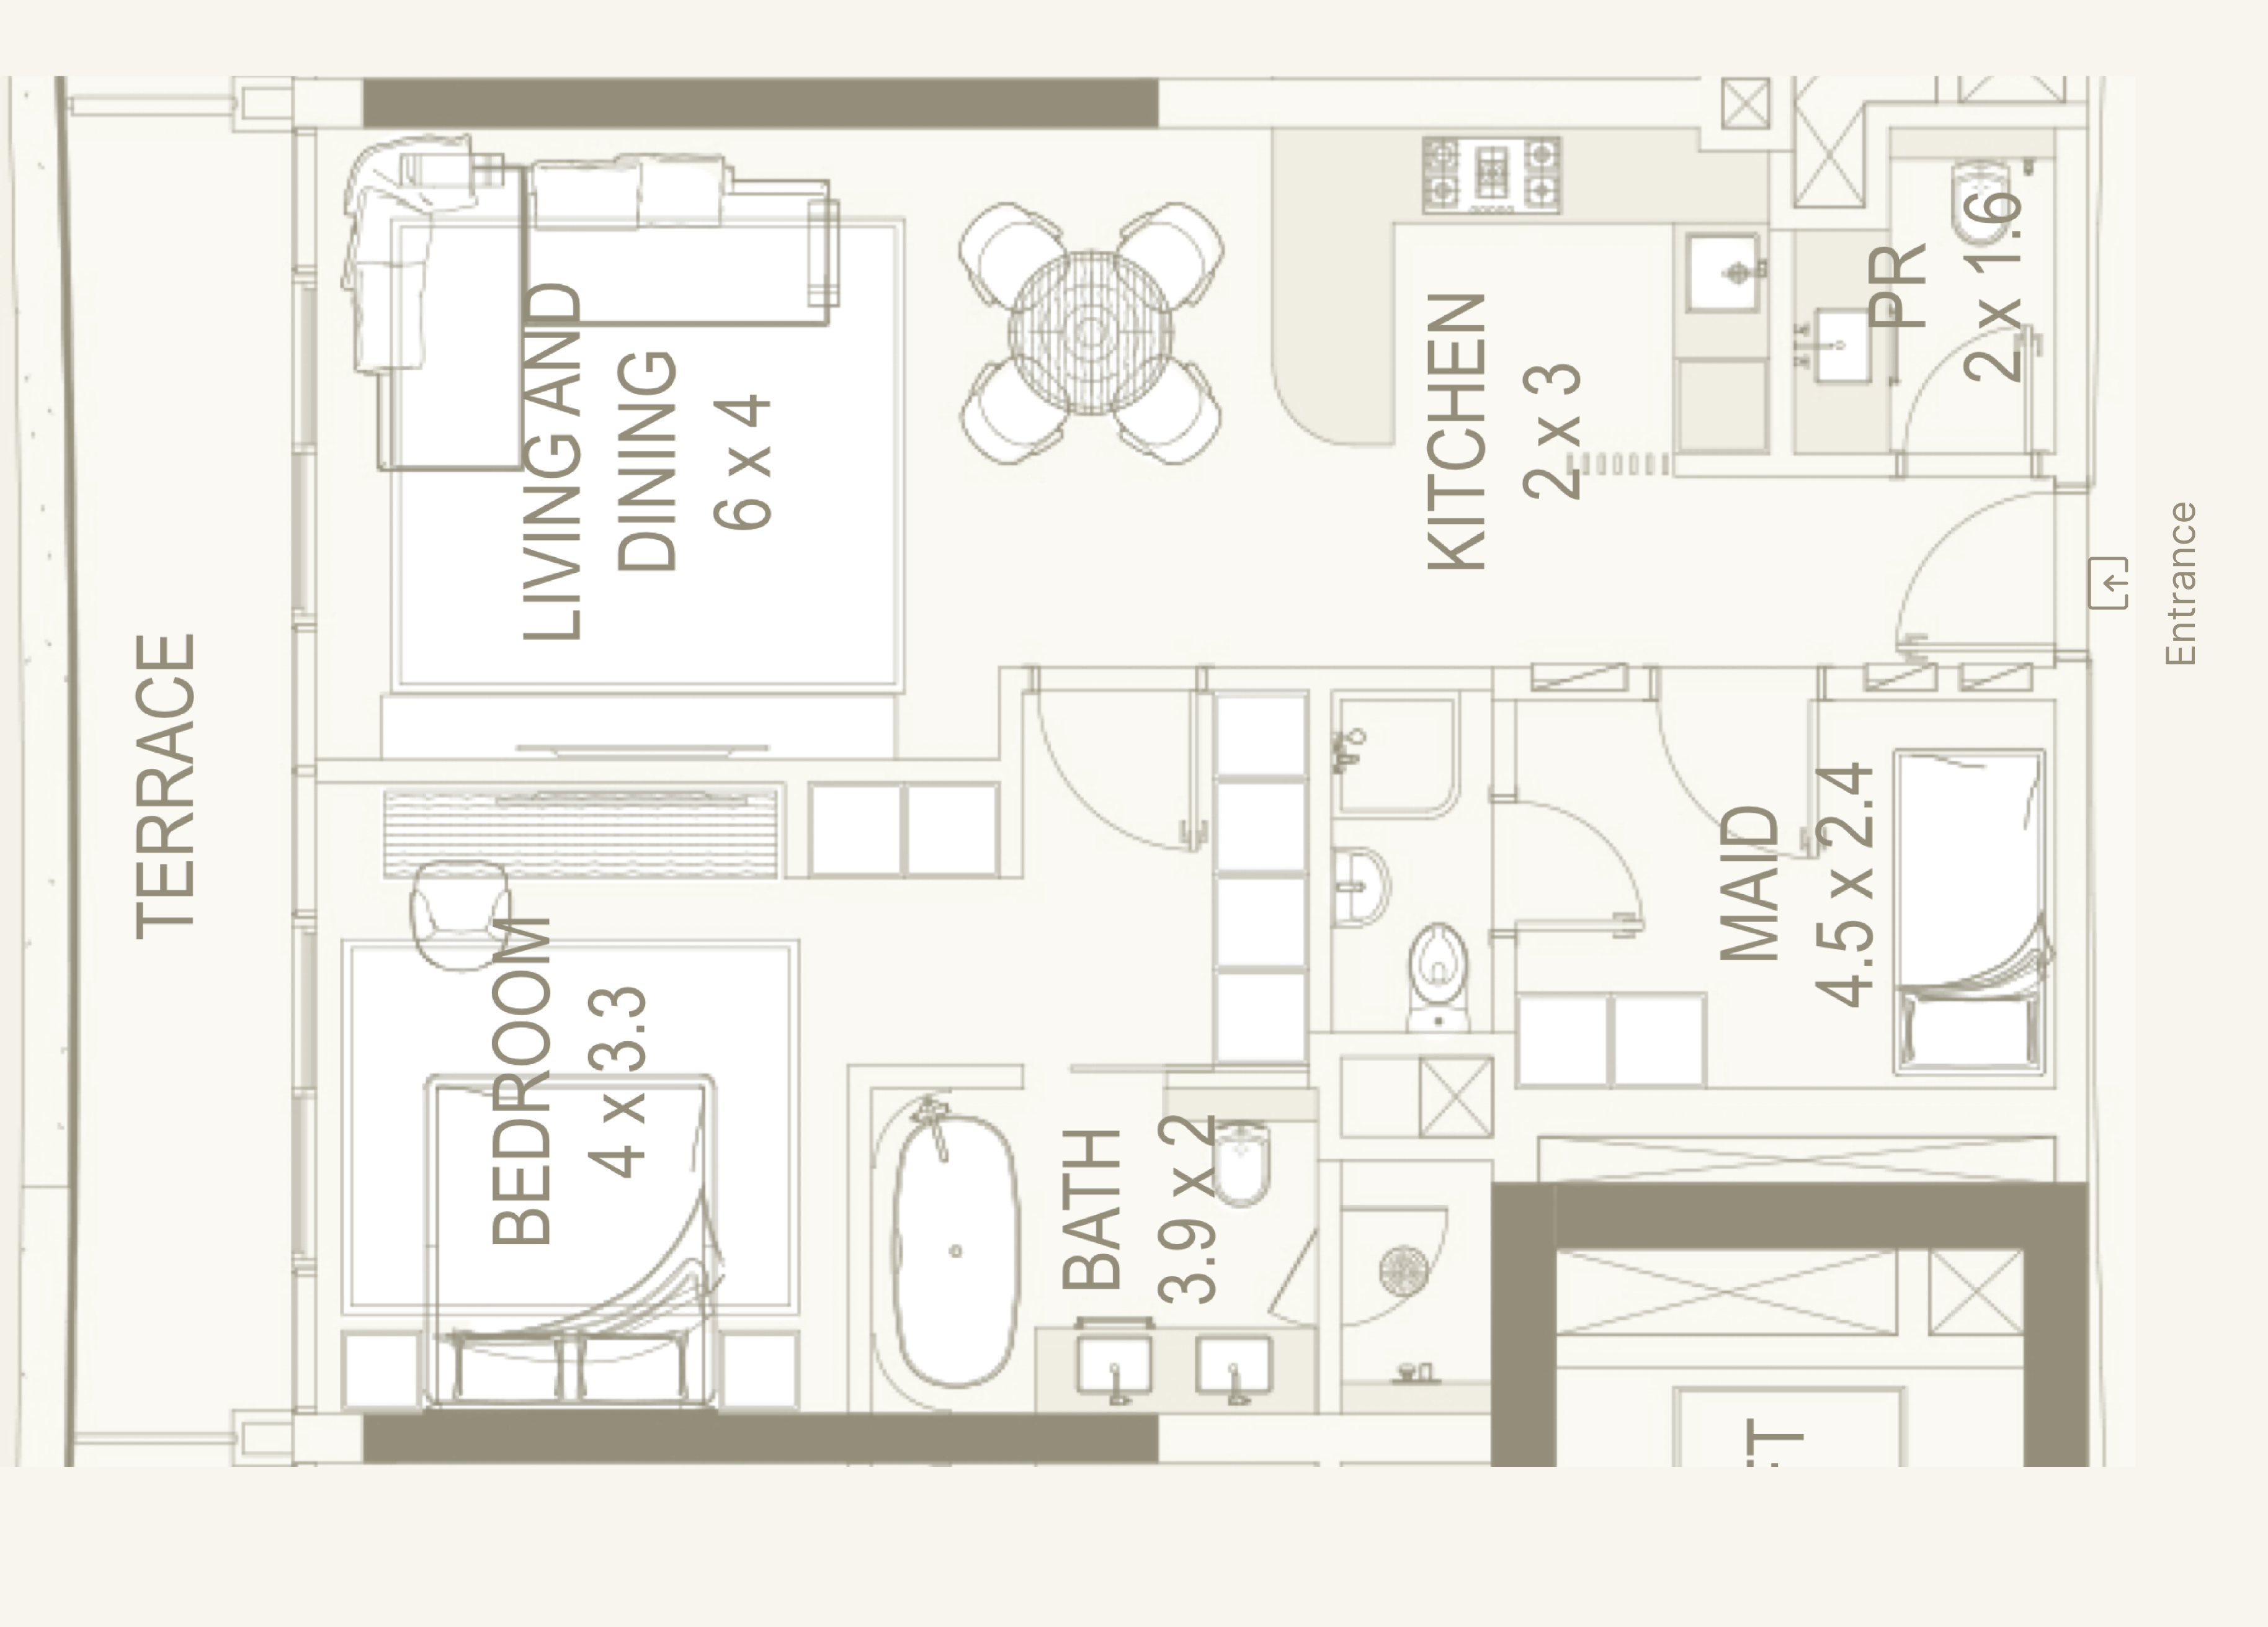 TERRACE
LIVING AND
DINING
6 x 4
BEDROOM
4 x 3.3
BATH
3.9 x 2
KITCHEN
2 x 3
MAID
4.5 x 2.4
PR
2 x 1.6
Entrance